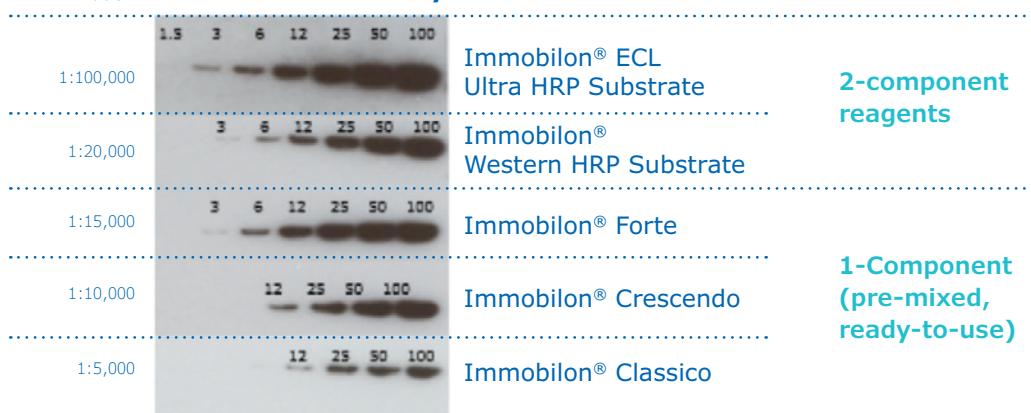 1.5 3 6 12 25 50 100
1:100,000
Immobilon® ECL
Ultra HRP Substrate
2-component
reagents
3 6 12 25 50 100
1:20,000
Immobilon®
Western HRP Substrate
3 6 12 25 50 100
1:15,000
Immobilon® Forte
1-Component
(pre-mixed,
ready-to-use)
12 25 50 100
1:10,000
Immobilon® Crescendo
12 25 50 100
1:5,000
Immobilon® Classico